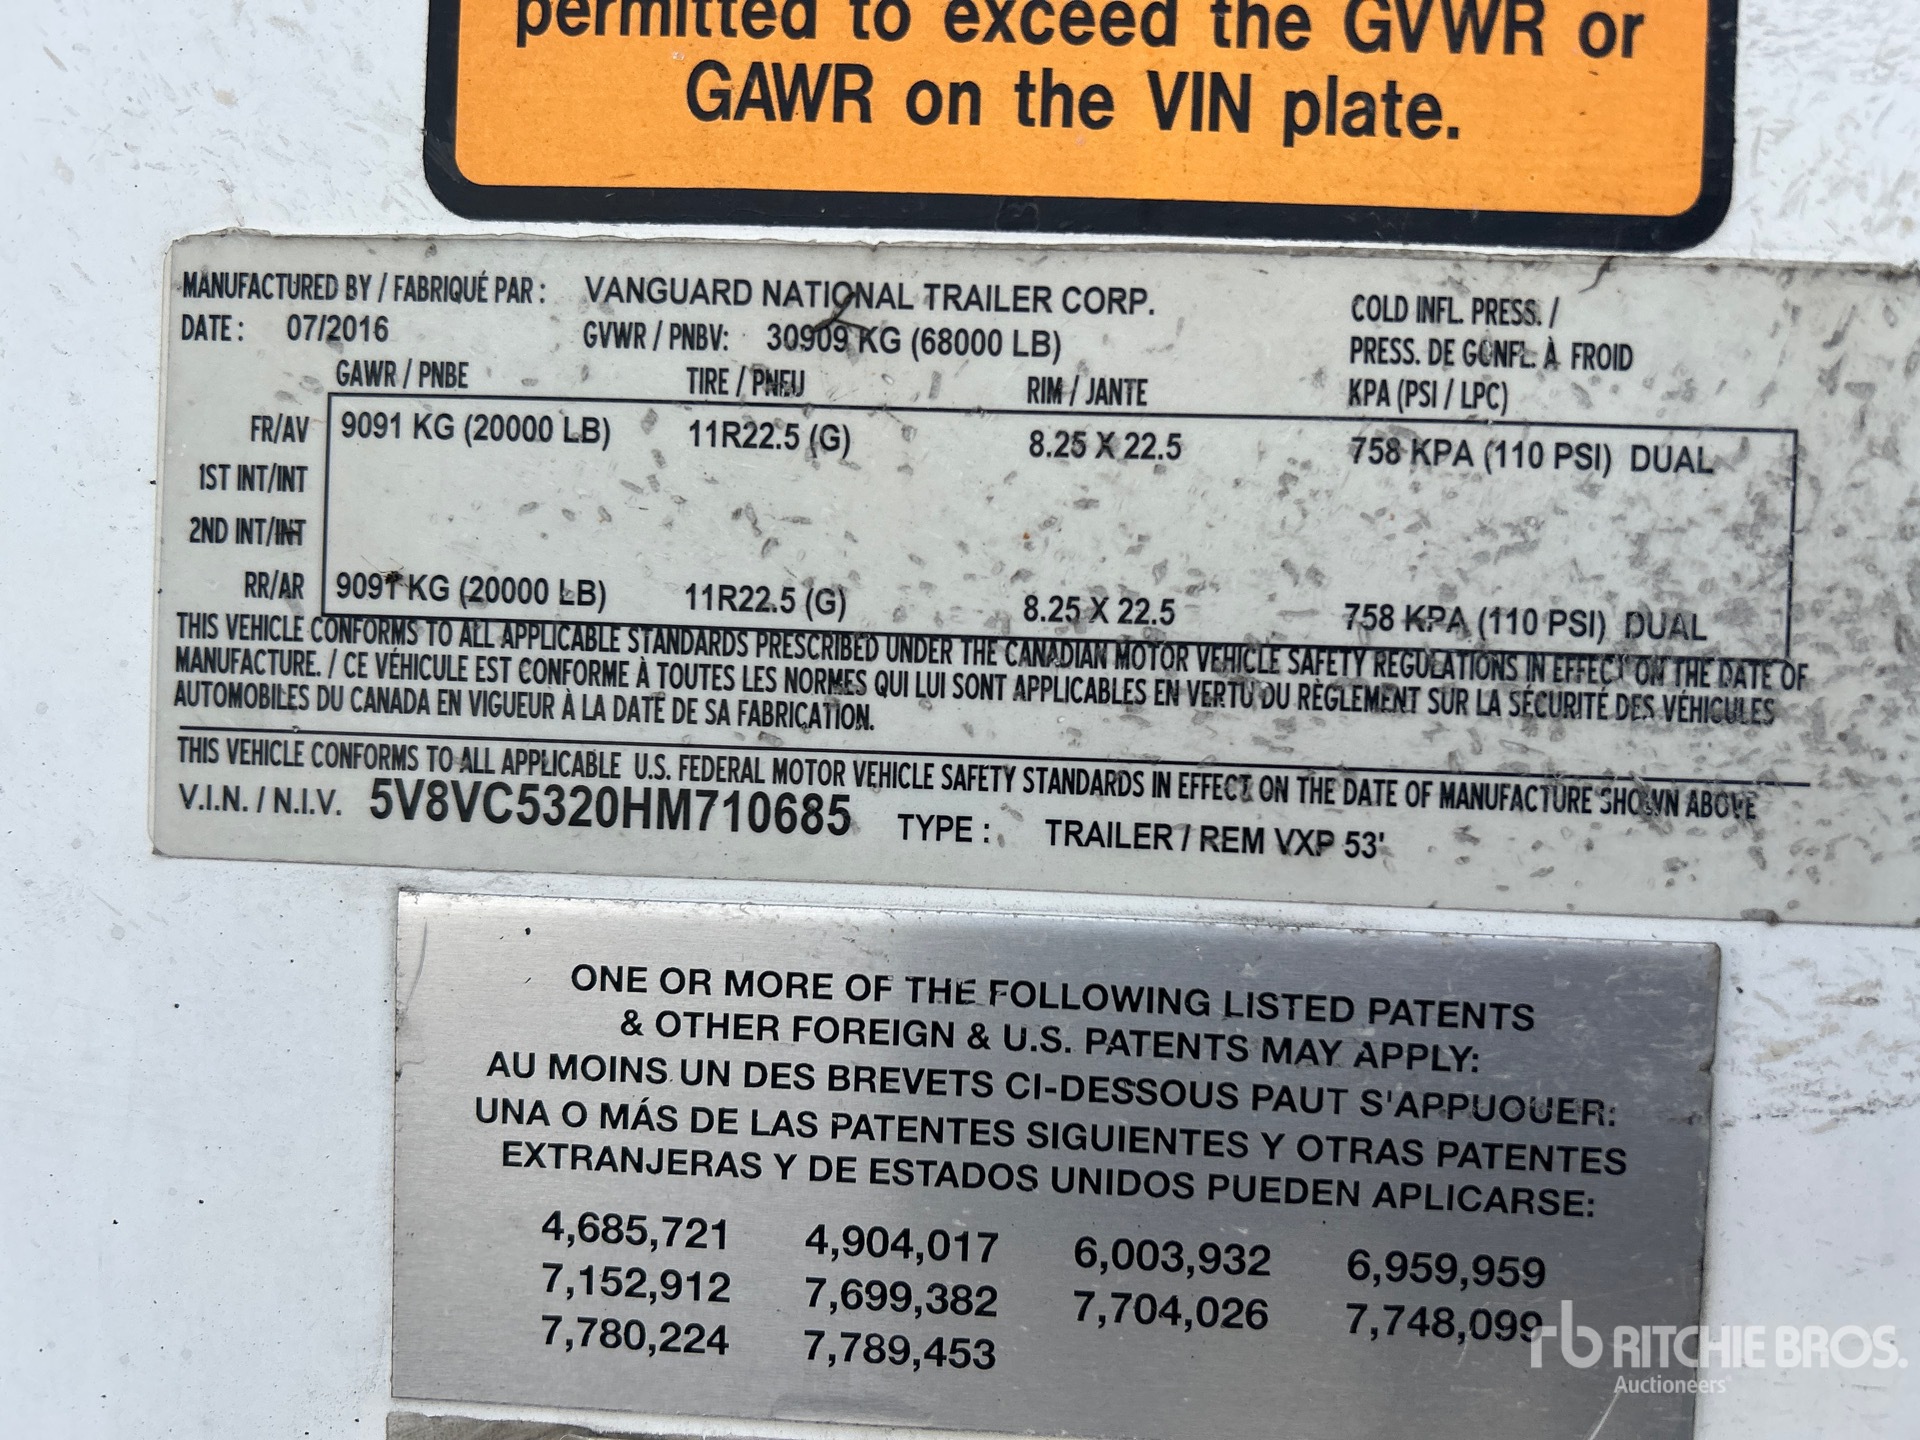 permitted to exceed the GVWR or
GAWR on the VIN plate.
MANUFACTURED BY / FABRIQUÉ PAR : VANGUARD NATIONAL TRAILER CORP.
DATE : 07/2016 GVWR / PNBV: 30909 KG (68000 LB)
COLD INFL. PRESS. /
PRESS. DE GONFL. À FROID
GAWR / PNBE TIRE / PNEU RIM / JANTE KPA (PSI / LPC)
FR/AV 9091 KG (20000 LB) 11R22.5 (G) 8.25 X 22.5 758 KPA (110 PSI) DUAL
1ST INT/INT
2ND INT/INT
RR/AR 9091 KG (20000 LB) 11R22.5 (G) 8.25 X 22.5 758 KPA (110 PSI) DUAL
THIS VEHICLE CONFORMS TO ALL APPLICABLE STANDARDS PRESCRIBED UNDER THE CANADIAN MOTOR VEHICLE SAFETY REGULATIONS IN EFFECT ON THE DATE OF
MANUFACTURE. / CE VÉHICULE EST CONFORME À TOUTES LES NORMES QUI LUI SONT APPLICABLES EN VERTU DU RÈGLEMENT SUR LA SÉCURITÉ DES VÉHICULES
AUTOMOBILES DU CANADA EN VIGUEUR À LA DATE DE SA FABRICATION.
THIS VEHICLE CONFORMS TO ALL APPLICABLE U.S. FEDERAL MOTOR VEHICLE SAFETY STANDARDS IN EFFECT ON THE DATE OF MANUFACTURE SHOWN ABOVE
V.I.N. / N.I.V. 5V8VC5320HM710685 TYPE : TRAILER / REM VXP 53'
ONE OR MORE OF THE FOLLOWING LISTED PATENTS
& OTHER FOREIGN & U.S. PATENTS MAY APPLY:
AU MOINS UN DES BREVETS CI-DESSOUS PAUT S'APPUOUER:
UNA O MÁS DE LAS PATENTES SIGUIENTES Y OTRAS PATENTES
EXTRANJERAS Y DE ESTADOS UNIDOS PUEDEN APLICARSE:
4,685,721 4,904,017 6,003,932 6,959,959
7,152,912 7,699,382 7,704,026 7,748,099
7,780,224 7,789,453
rb RITCHIE BROS.
Auctioneers